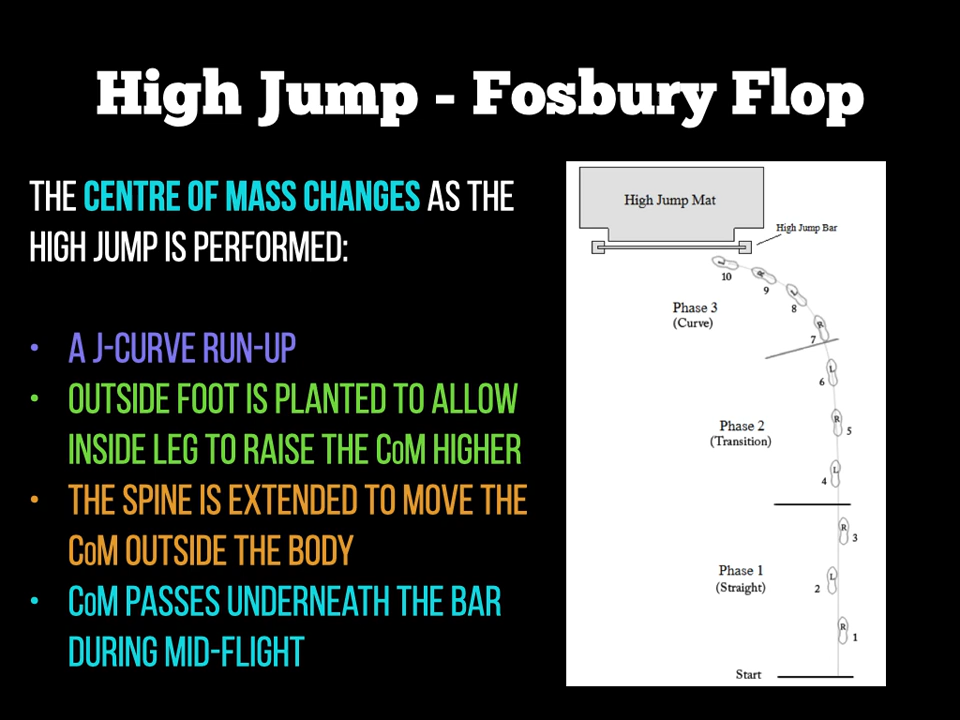 High Jump - Fosbury Flop
THE CENTRE OF MASS CHANGES AS THE
HIGH JUMP IS PERFORMED:
• A J-CURVE RUN-UP
• OUTSIDE FOOT IS PLANTED TO ALLOW
INSIDE LEG TO RAISE THE CoM HIGHER
• THE SPINE IS EXTENDED TO MOVE THE
CoM OUTSIDE THE BODY
• CoM PASSES UNDERNEATH THE BAR
DURING MID-FLIGHT
High Jump Mat
High Jump Bar
L
10
R
9
L
8
Phase 3
(Curve)
R
7
L
6
Phase 2
(Transition)
R
5
L
4
R
3
Phase 1
(Straight)
L
2
R
1
Start